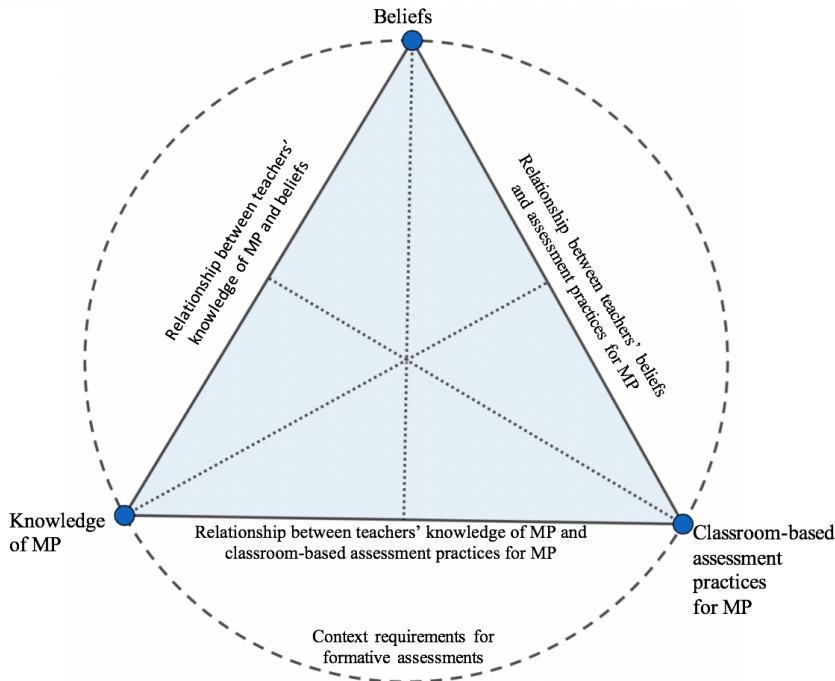 Beliefs
Relationship between teachers’
knowledge of MP and beliefs
Relationship between teachers’ beliefs
and assessment practices for MP
Knowledge
of MP
Relationship between teachers’ knowledge of MP and
classroom-based assessment practices for MP
Classroom-based
assessment
practices
for MP
Context requirements for
formative assessments